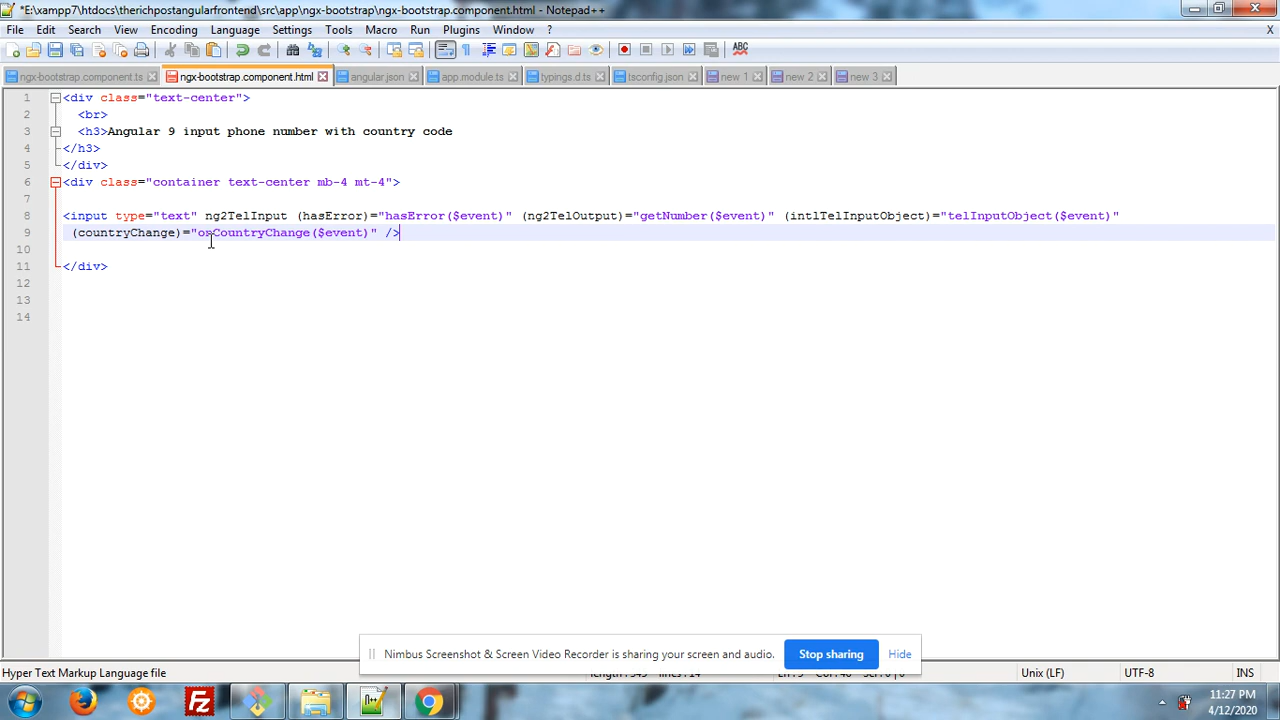 *E:\xampp7\htdocs\therichpostangularfrontend\src\app\ngx-bootstrap\ngx-bootstrap.component.html - Notepad++
File Edit Search View Encoding Language Settings Tools Macro Run Plugins Window ? X
ABC
ngx-bootstrap.component.ts ngx-bootstrap.component.html angular.json app.module.ts typings.d.ts tsconfig.json new 1 new 2 new 3
1 <div class="text-center">
2 <br>
3 <h3>Angular 9 input phone number with country code
4 </h3>
5 </div>
6 <div class="container text-center mb-4 mt-4">
7
8 <input type="text" ng2TelInput (hasError)="hasError($event)" (ng2TelOutput)="getNumber($event)" (intlTelInputObject)="telInputObject($event)"
9 (countryChange)="onCountryChange($event)" />
10
11 </div>
12
13
14
Nimbus Screenshot & Screen Video Recorder is sharing your screen and audio. Stop sharing Hide
Hyper Text Markup Language file Unix (LF) UTF-8 INS
11:27 PM
4/12/2020